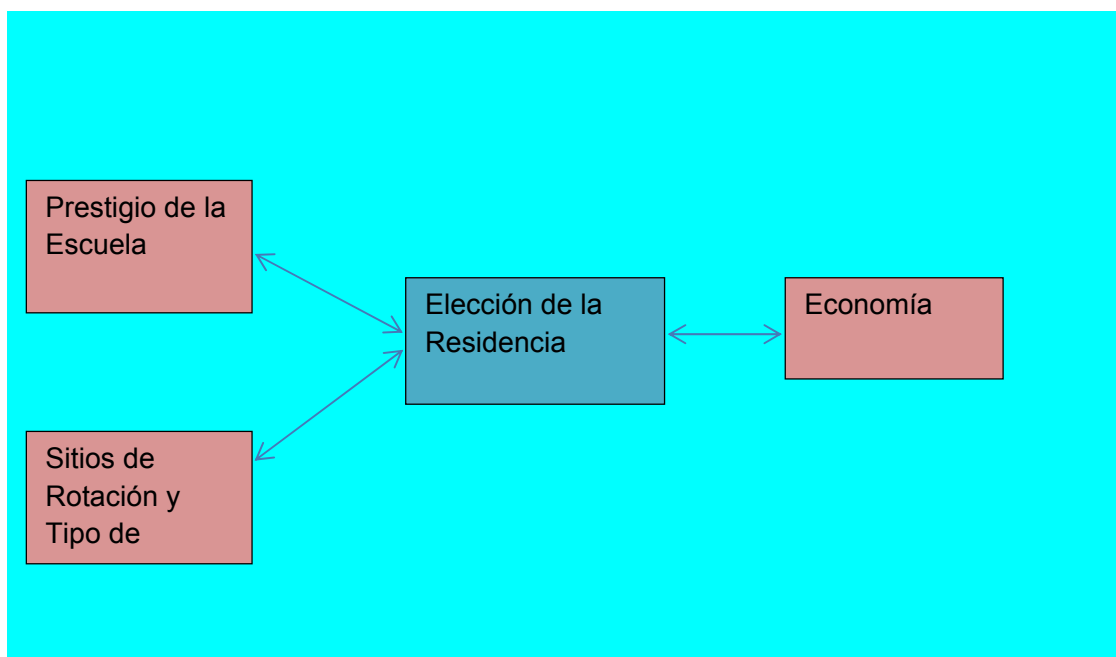 Prestigio de la
Escuela
Sitios de
Rotación y
Tipo de
Elección de la
Residencia
Economía